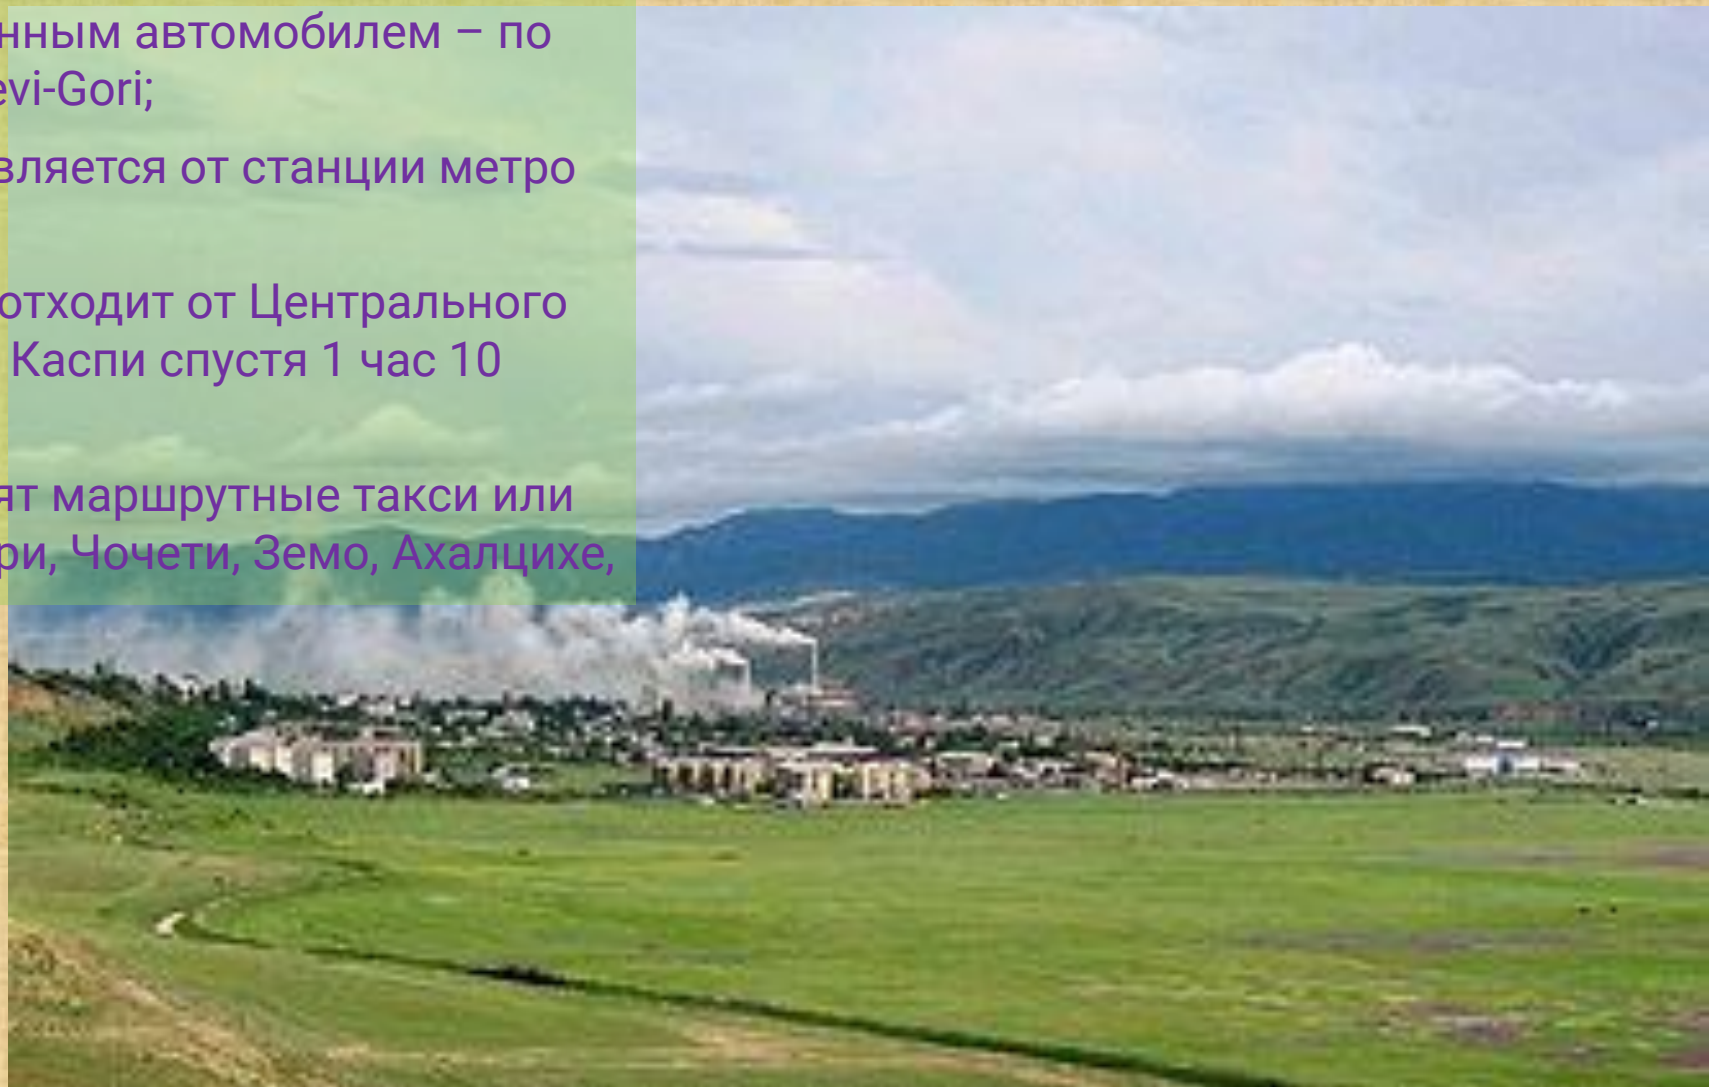 нным автомобилем – по
evi-Gori;
вляется от станции метро
отходит от Центрального
Каспи спустя 1 час 10
ят маршрутные такси или
ри, Чочети, Земо, Ахалцихе,